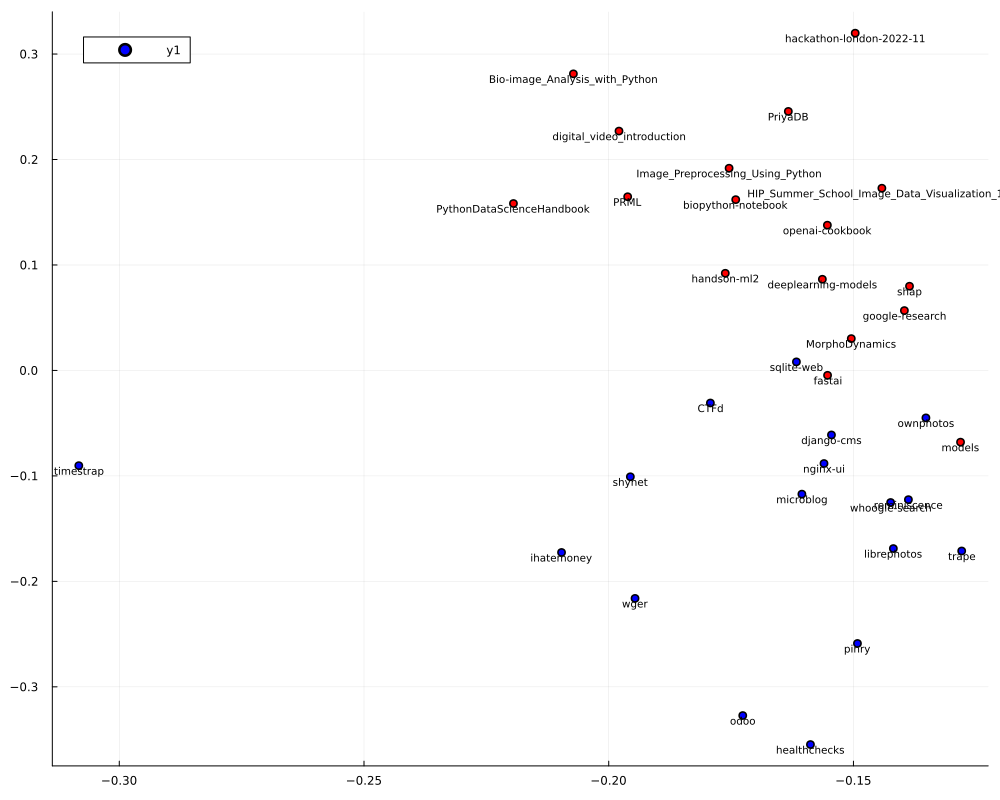 y1
0.3
0.2
0.1
0.0
−0.1
−0.2
−0.3
hackathon-london-2022-11
Bio-image_Analysis_with_Python
PriyaDB
digital_video_introduction
Image_Preprocessing_Using_Python
HIP_Summer_School_Image_Data_Visualization_1
PRML
biopython-notebook
PythonDataScienceHandbook
openai-cookbook
handson-ml2
deeplearning-models
shap
google-research
MorphoDynamics
sqlite-web
fastai
CTFd
ownphotos
django-cms
models
nginx-ui
timestrap
shynet
microblog
reminiscence
whoogle-search
librephotos
trape
ihatemoney
wger
pinry
odoo
healthchecks
−0.30
−0.25
−0.20
−0.15